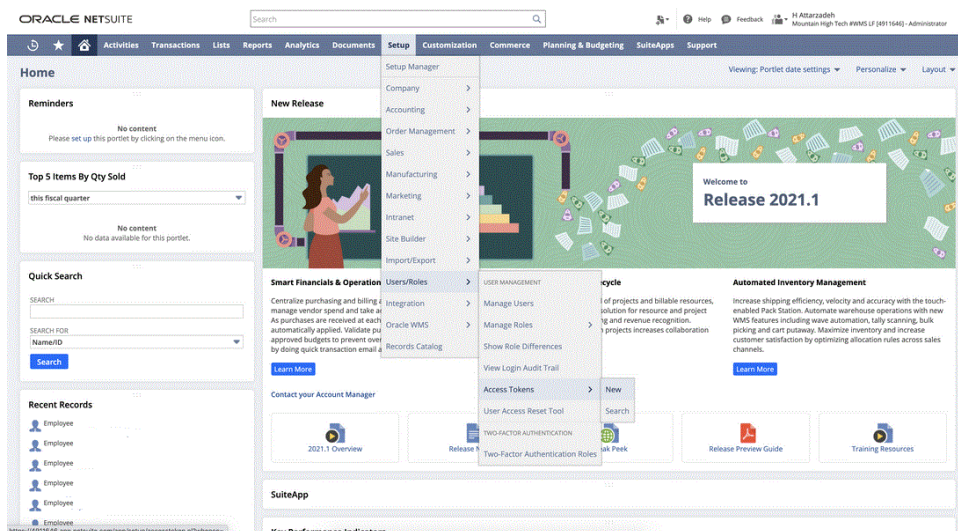 ORACLE NETSUITE
Search
Help
Feedback
H Attarzadeh
Mountain High Tech #WMS LF [4911646] - Administrator
Activities Transactions Lists Reports Analytics Documents Setup Customization Commerce Planning & Budgeting SuiteApps Support
Home
Viewing: Portlet date settings
Personalize
Layout
Setup Manager
Company
Accounting
Order Management
Sales
Manufacturing
Marketing
Intranet
Site Builder
Import/Export
Users/Roles
Integration
Oracle WMS
Records Catalog
USER MANAGEMENT
Manage Users
Manage Roles
Show Role Differences
View Login Audit Trail
Access Tokens
User Access Reset Tool
TWO-FACTOR AUTHENTICATION
Two-Factor Authentication Roles
New
Search
Reminders
No content
Please set up this portlet by clicking on the menu icon.
Top 5 Items By Qty Sold
this fiscal quarter
No content
No data available for this portlet.
Quick Search
SEARCH
SEARCH FOR
Name/ID
Search
Recent Records
Employee
Employee
Employee
Employee
Employee
Employee
New Release
Welcome to
Release 2021.1
Smart Financials & Operation
Centralize purchasing and billing
manage vendor spend and take a
As purchases are received at each
automatically applied. Validate pu
approved budgets to prevent ove
by doing quick transaction email a
Learn More
ecycle
of projects and billable resources,
olution for resource and project
ng and revenue recognition.
projects increases collaboration
Automated Inventory Management
Increase shipping efficiency, velocity and accuracy with the touch-
enabled Pack Station. Automate warehouse operations with new
WMS features including wave automation, tally scanning, bulk
picking and cart putaway. Maximize inventory and increase
customer satisfaction by optimizing allocation rules across sales
channels.
Learn More
Contact your Account Manager
2021.1 Overview
Release N
ak Peek
Release Preview Guide
Training Resources
SuiteApp